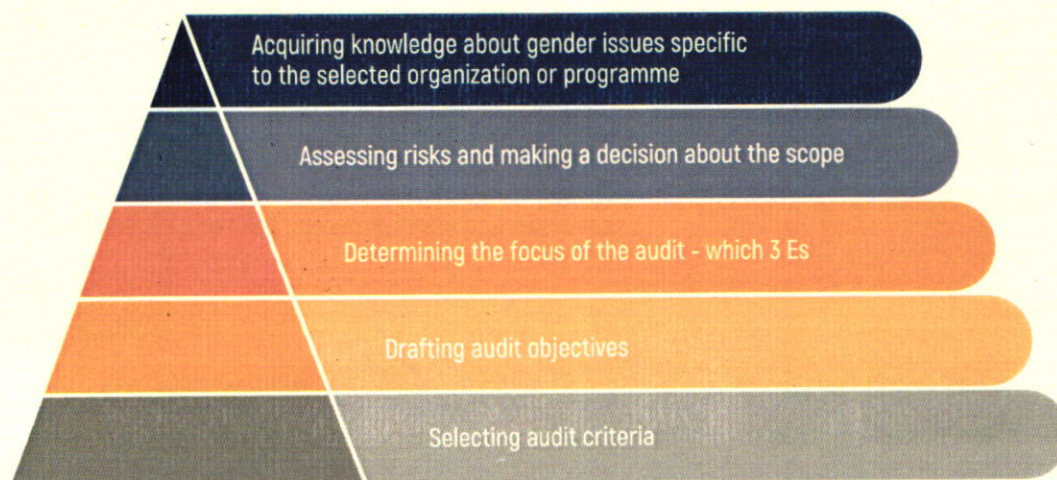 Acquiring knowledge about gender issues specific
to the selected organization or programme
Assessing risks and making a decision about the scope
Determining the focus of the audit - which 3 Es
Drafting audit objectives
Selecting audit criteria